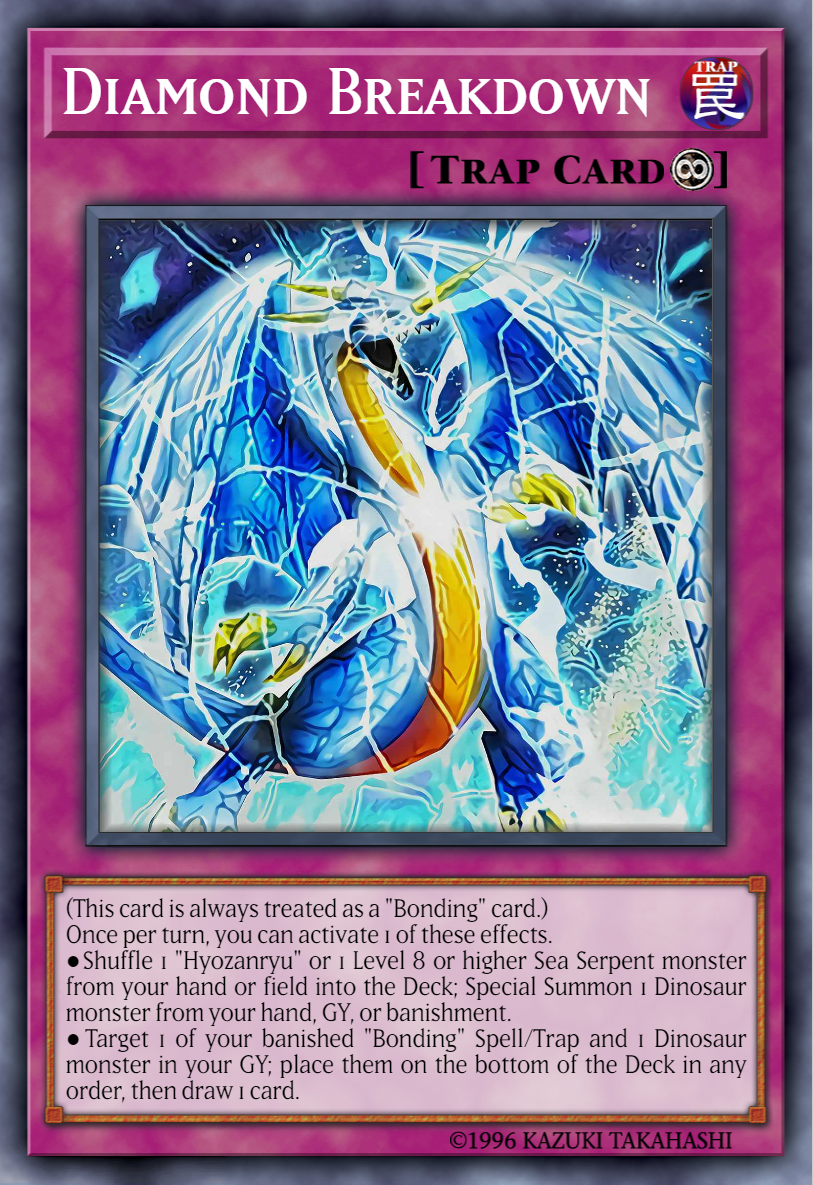 Diamond Breakdown
TRAP
罠
[Trap Card∞]
(This card is always treated as a "Bonding" card.)
Once per turn, you can activate 1 of these effects.
●Shuffle 1 "Hyozanryu" or 1 Level 8 or higher Sea Serpent monster
from your hand or field into the Deck; Special Summon 1 Dinosaur
monster from your hand, GY, or banishment.
●Target 1 of your banished "Bonding" Spell/Trap and 1 Dinosaur
monster in your GY; place them on the bottom of the Deck in any
order, then draw 1 card.
©1996 KAZUKI TAKAHASHI